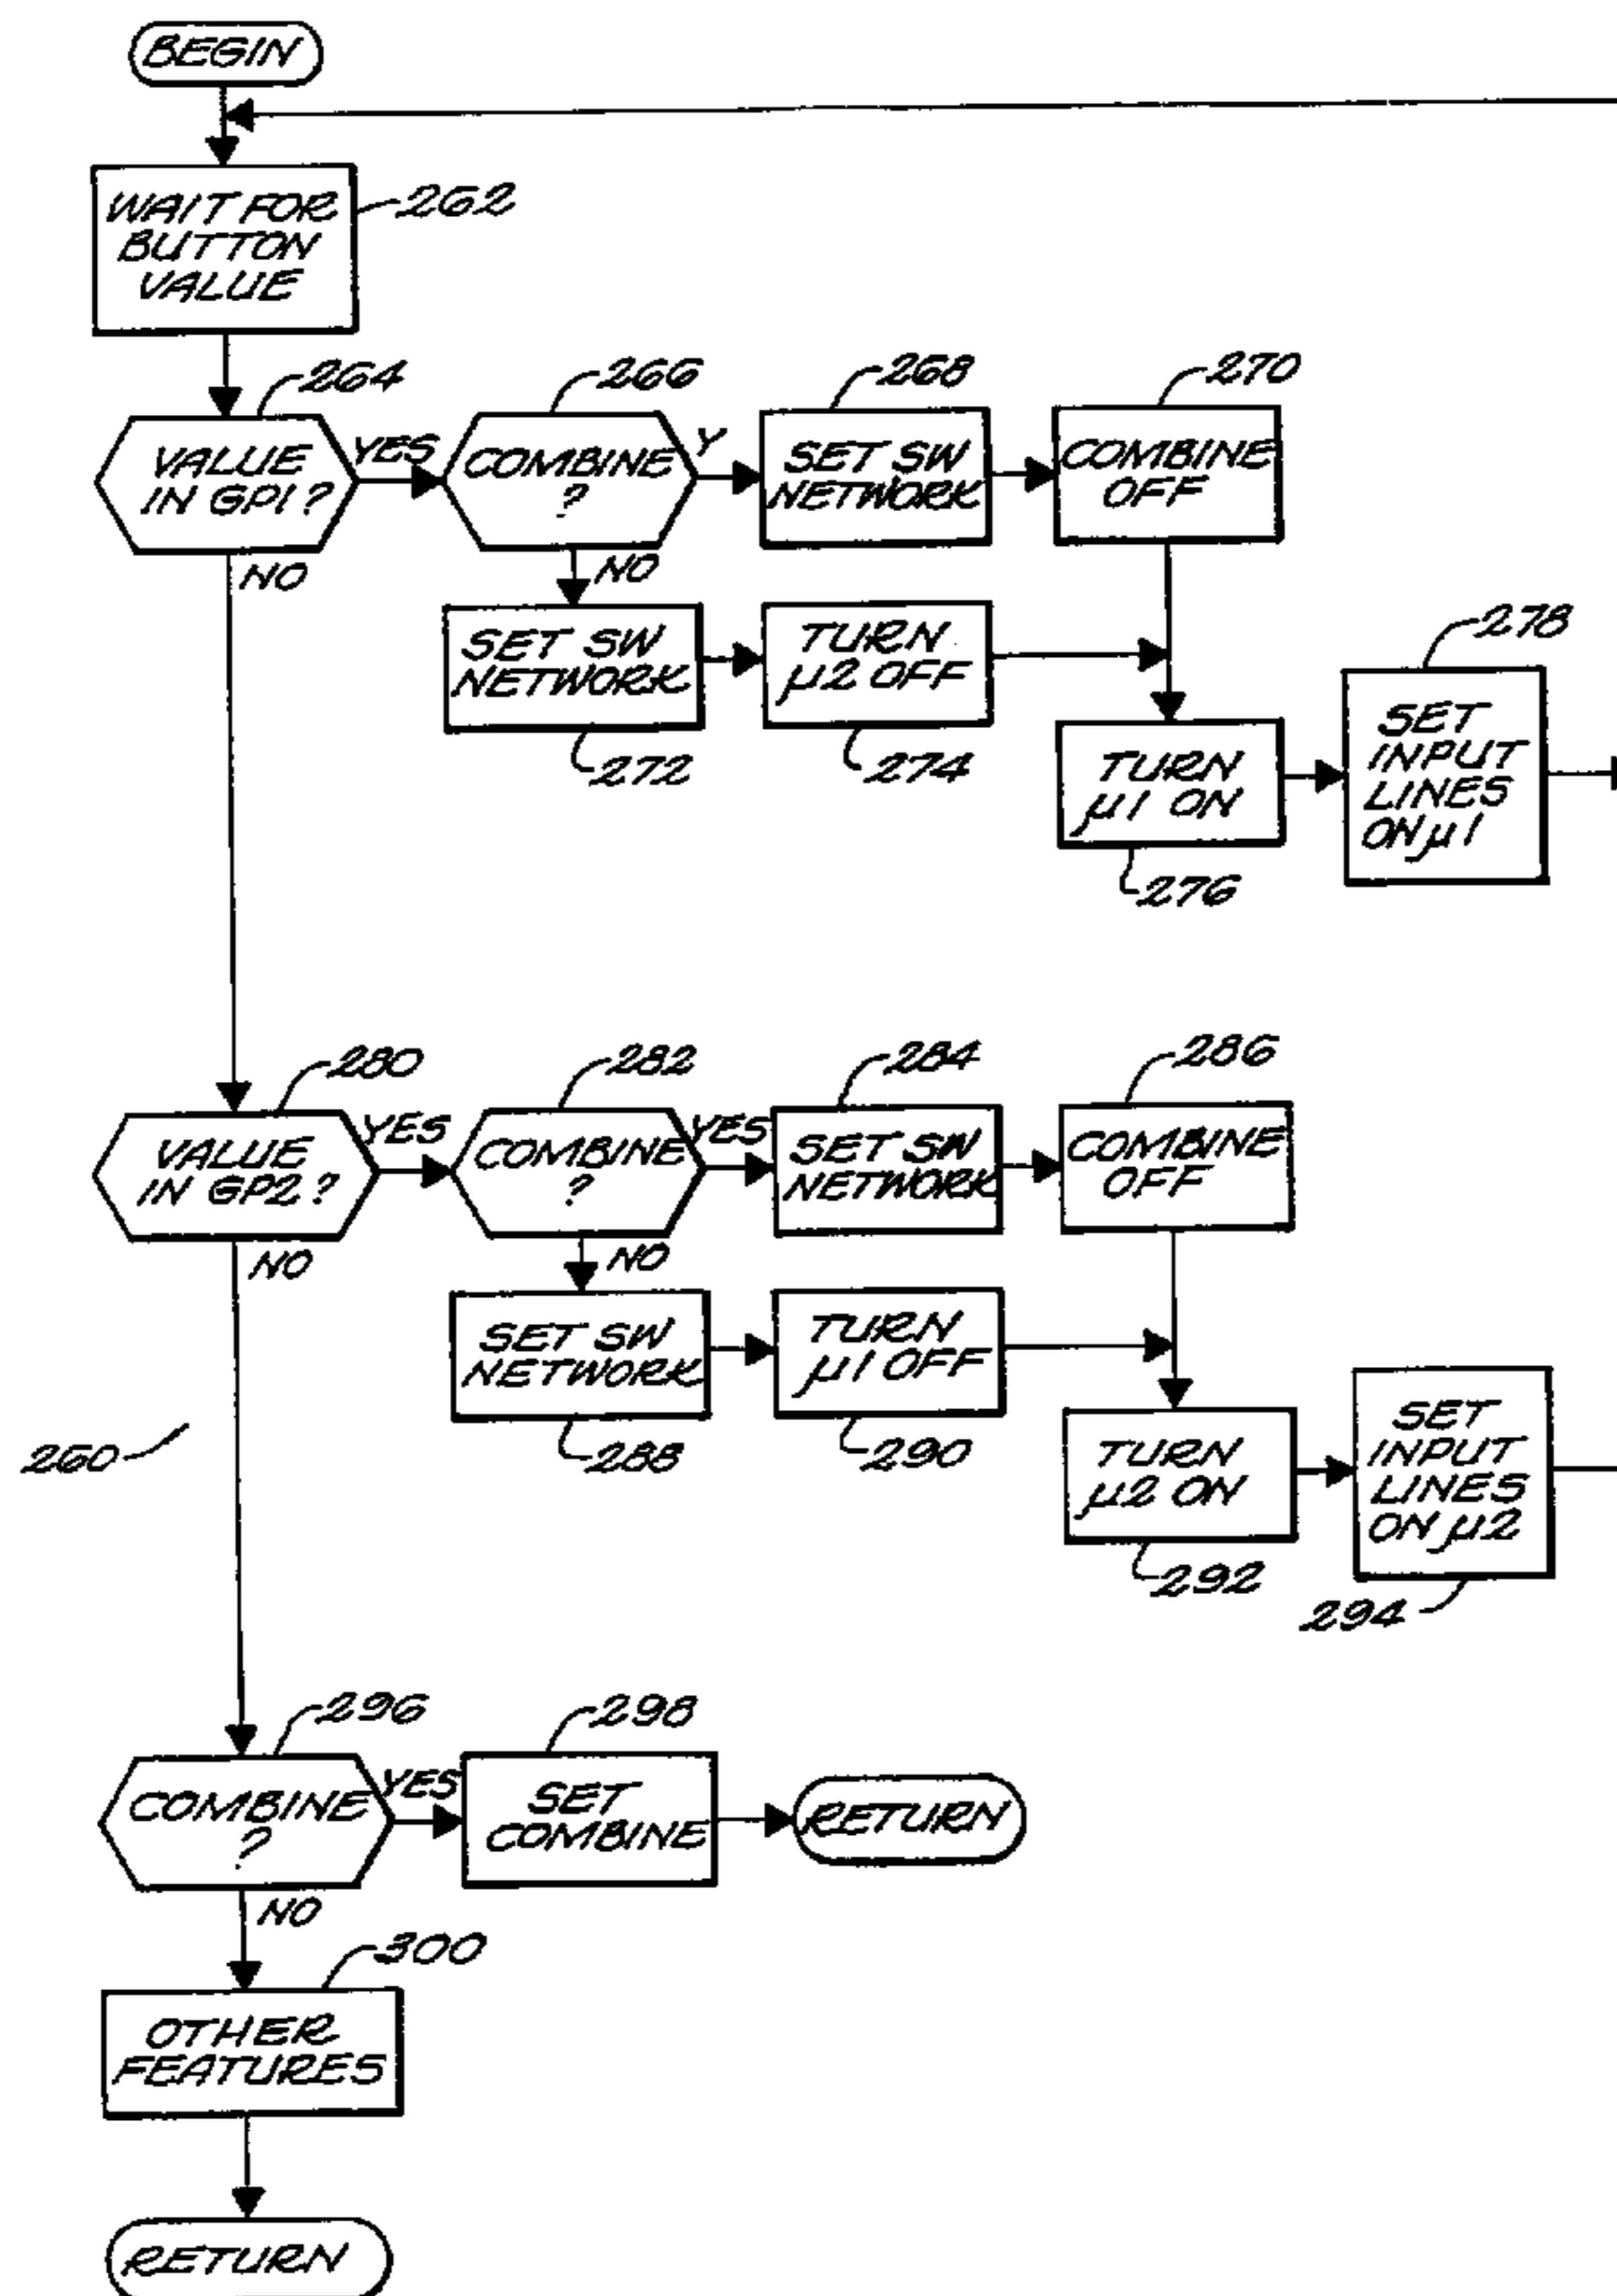 BEGIN
WAIT FOR
BUTTON
VALUE
262
264
VALUE
IN GP1?
YES
NO
266
COMBINE
?
Y
NO
268
SET SW
NETWORK
270
COMBINE
OFF
SET SW
NETWORK
272
TURN
μ2 OFF
274
TURN
μ1 ON
276
278
SET
INPUT
LINES
ON μ1
280
VALUE
IN GP2?
YES
NO
282
COMBINE
?
YES
NO
284
SET SW
NETWORK
286
COMBINE
OFF
SET SW
NETWORK
288
TURN
μ1 OFF
290
TURN
μ2 ON
292
SET
INPUT
LINES
ON μ2
294
260
296
COMBINE
?
YES
NO
298
SET
COMBINE
RETURN
300
OTHER
FEATURES
RETURN